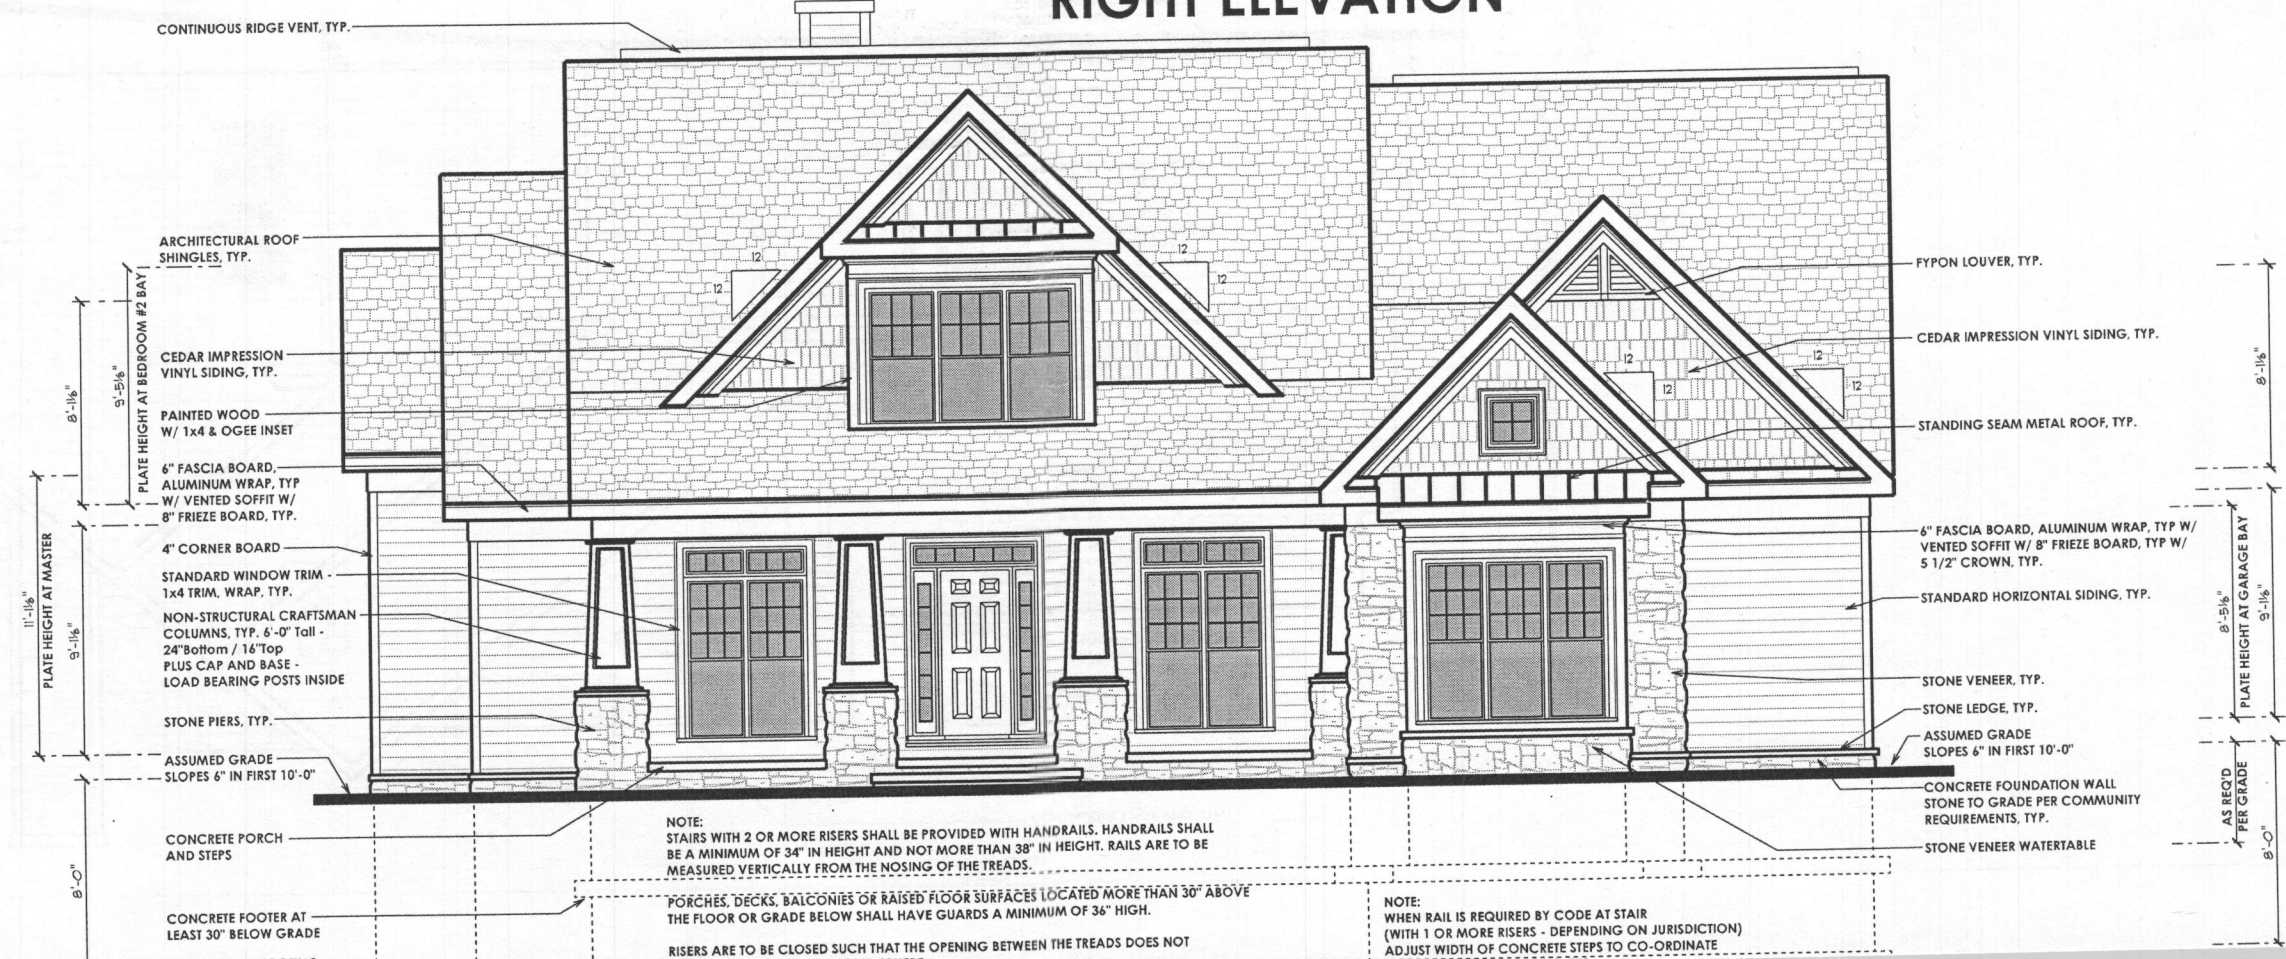 RIGHT ELEVATION
CONTINUOUS RIDGE VENT, TYP.
ARCHITECTURAL ROOF
SHINGLES, TYP.
CEDAR IMPRESSION
VINYL SIDING, TYP.
PAINTED WOOD
W/ 1x4 & OGEE INSET
6" FASCIA BOARD,
ALUMINUM WRAP, TYP
W/ VENTED SOFFIT W/
8" FRIEZE BOARD, TYP.
4" CORNER BOARD
STANDARD WINDOW TRIM -
1x4 TRIM, WRAP, TYP.
NON-STRUCTURAL CRAFTSMAN
COLUMNS, TYP. 6'-0" Tall -
24"Bottom / 16"Top
PLUS CAP AND BASE -
LOAD BEARING POSTS INSIDE
STONE PIERS, TYP.
ASSUMED GRADE
SLOPES 6" IN FIRST 10'-0"
CONCRETE PORCH
AND STEPS
CONCRETE FOOTER AT
LEAST 30" BELOW GRADE
8'-1⅛"
9'-5⅛"
PLATE HEIGHT AT BEDROOM #2 BAY
11'-1⅛"
PLATE HEIGHT AT MASTER
9'-1⅛"
8'-0"
12
12
12
12
12
12
12
12
NOTE:
STAIRS WITH 2 OR MORE RISERS SHALL BE PROVIDED WITH HANDRAILS. HANDRAILS SHALL
BE A MINIMUM OF 34" IN HEIGHT AND NOT MORE THAN 38" IN HEIGHT. RAILS ARE TO BE
MEASURED VERTICALLY FROM THE NOSING OF THE TREADS.
PORCHES, DECKS, BALCONIES OR RAISED FLOOR SURFACES LOCATED MORE THAN 30" ABOVE
THE FLOOR OR GRADE BELOW SHALL HAVE GUARDS A MINIMUM OF 36" HIGH.
RISERS ARE TO BE CLOSED SUCH THAT THE OPENING BETWEEN THE TREADS DOES NOT
NOTE:
WHEN RAIL IS REQUIRED BY CODE AT STAIR
(WITH 1 OR MORE RISERS - DEPENDING ON JURISDICTION)
ADJUST WIDTH OF CONCRETE STEPS TO CO-ORDINATE
FYPON LOUVER, TYP.
CEDAR IMPRESSION VINYL SIDING, TYP.
STANDING SEAM METAL ROOF, TYP.
6" FASCIA BOARD, ALUMINUM WRAP, TYP W/
VENTED SOFFIT W/ 8" FRIEZE BOARD, TYP W/
5 1/2" CROWN, TYP.
STANDARD HORIZONTAL SIDING, TYP.
STONE VENEER, TYP.
STONE LEDGE, TYP.
ASSUMED GRADE
SLOPES 6" IN FIRST 10'-0"
CONCRETE FOUNDATION WALL
STONE TO GRADE PER COMMUNITY
REQUIREMENTS, TYP.
STONE VENEER WATERTABLE
8'-1⅛"
8'-5⅛"
PLATE HEIGHT AT GARAGE BAY
9'-1⅛"
AS REQ'D
PER GRADE
8'-0"